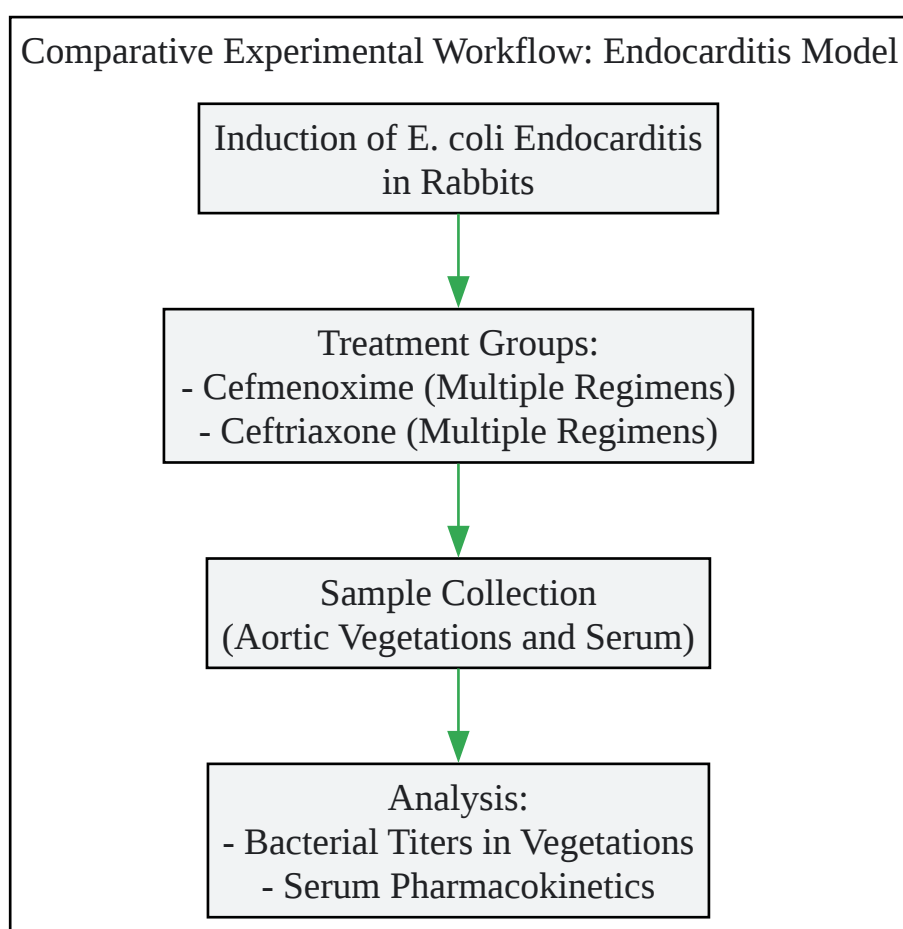 Comparative Experimental Workflow: Endocarditis Model
Induction of E. coli Endocarditis
in Rabbits
Treatment Groups:
- Cefmenoxime (Multiple Regimens)
- Ceftriaxone (Multiple Regimens)
Sample Collection
(Aortic Vegetations and Serum)
Analysis:
- Bacterial Titers in Vegetations
- Serum Pharmacokinetics